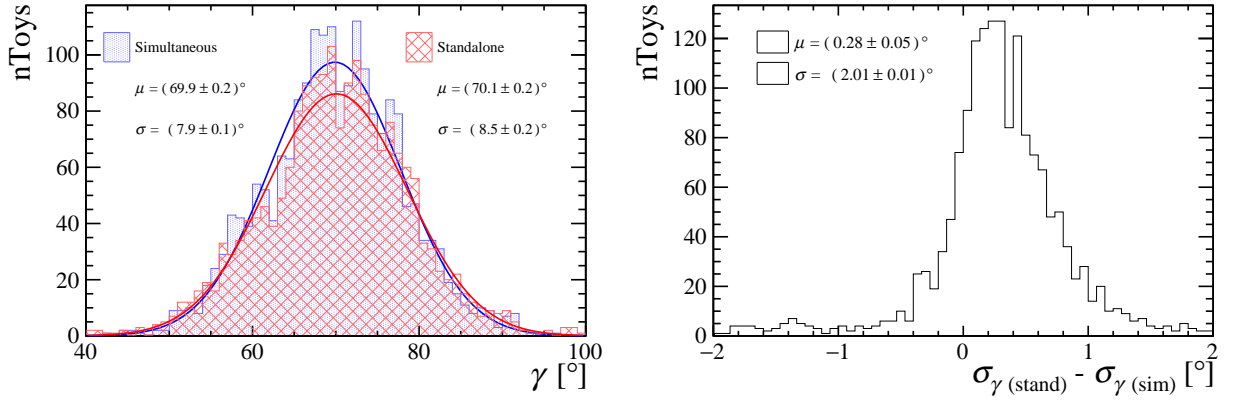 nToys
100
80
60
40
20
0
Simultaneous
μ = (69.9 ± 0.2)°
σ = (7.9 ± 0.1)°
Standalone
μ = (70.1 ± 0.2)°
σ = (8.5 ± 0.2)°
40 60 80 100
γ [°]
nToys
120
100
80
60
40
20
0
μ = (0.28 ± 0.05)°
σ = (2.01 ± 0.01)°
−2 −1 0 1 2
σγ (stand) - σγ (sim) [°]